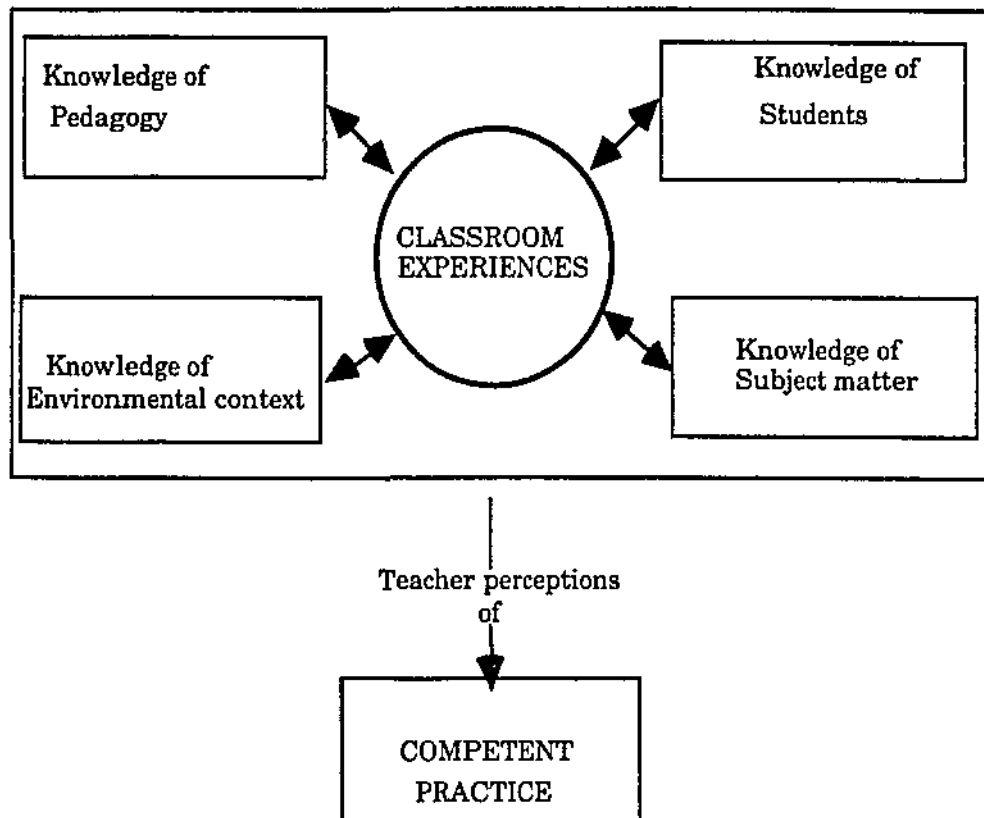 Knowledge of
Pedagogy
Knowledge of
Students
CLASSROOM
EXPERIENCES
Knowledge of
Environmental context
Knowledge of
Subject matter
Teacher perceptions
of
COMPETENT
PRACTICE